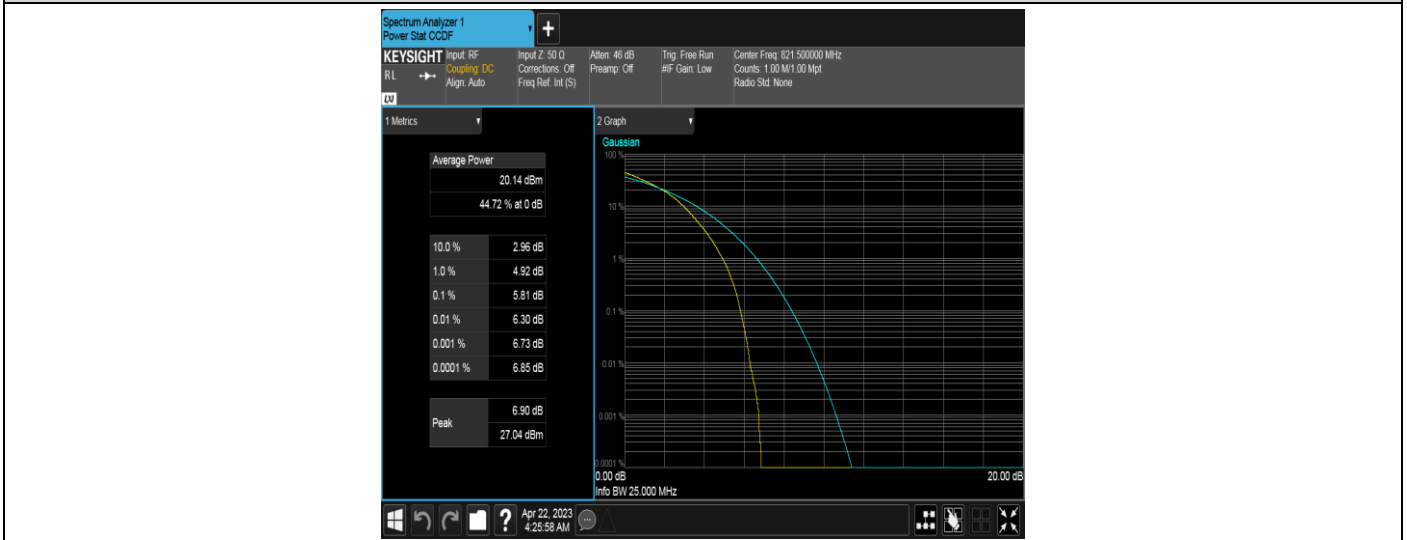 Spectrum Analyzer 1
Power Stat CCDF
+
KEYSIGHT
RL
LXI
Input: RF
Coupling: DC
Align: Auto
Input Z: 50 Ω
Corrections: Off
Freq Ref: Int (S)
Atten: 46 dB
Preamp: Off
Trig: Free Run
#IF Gain: Low
Center Freq: 821.500000 MHz
Counts: 1.00 M/1.00 Mpt
Radio Std: None
1 Metrics
Average Power
20.14 dBm
44.72 % at 0 dB
10.0 % 2.96 dB
1.0 % 4.92 dB
0.1 % 5.81 dB
0.01 % 6.30 dB
0.001 % 6.73 dB
0.0001 % 6.85 dB
Peak
6.90 dB
27.04 dBm
2 Graph
Gaussian
100 %
10 %
1 %
0.1 %
0.01 %
0.001 %
0.0001 %
0.00 dB 20.00 dB
Info BW 25.000 MHz
?
Apr 22, 2023
4:25:58 AM